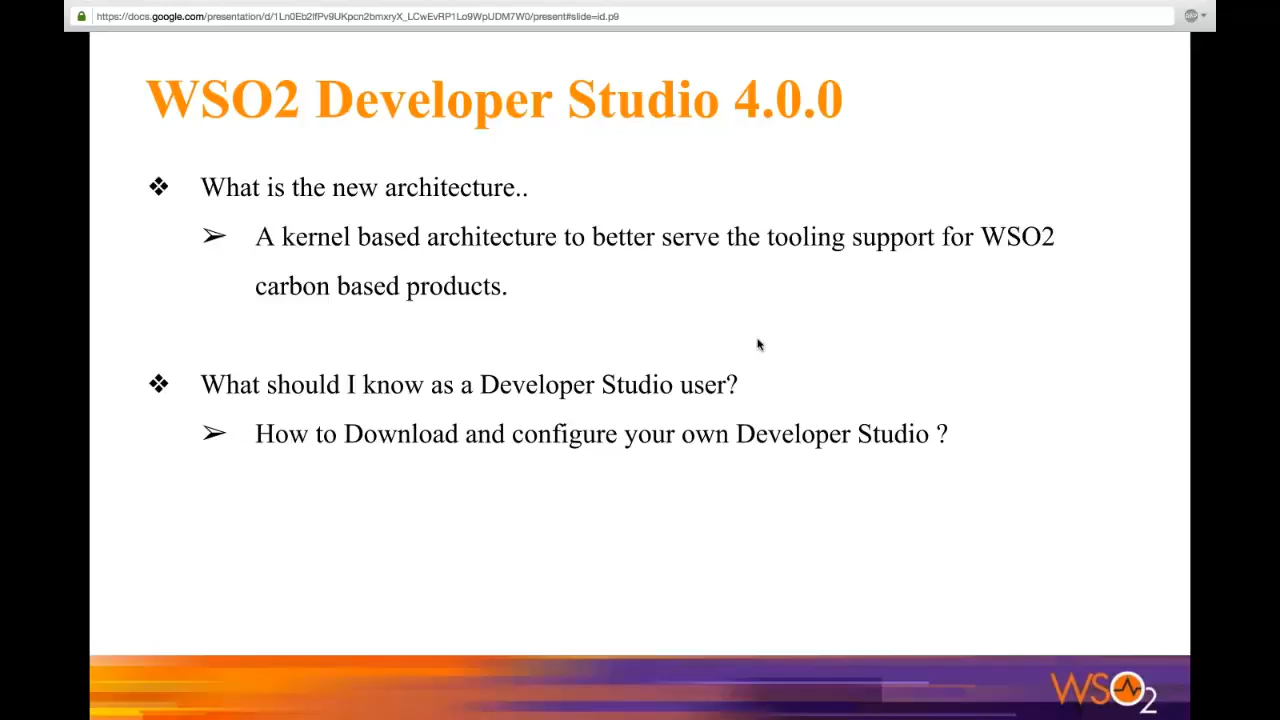 https://docs.google.com/presentation/d/1Ln0Eb2lfPv9UKpcn2bmxryX_LCwEvRP1Lo9WpUDM7W0/present#slide=id.p9
WSO2 Developer Studio 4.0.0
❖ What is the new architecture..
➢ A kernel based architecture to better serve the tooling support for WSO2
carbon based products.
❖ What should I know as a Developer Studio user?
➢ How to Download and configure your own Developer Studio ?
WSO2